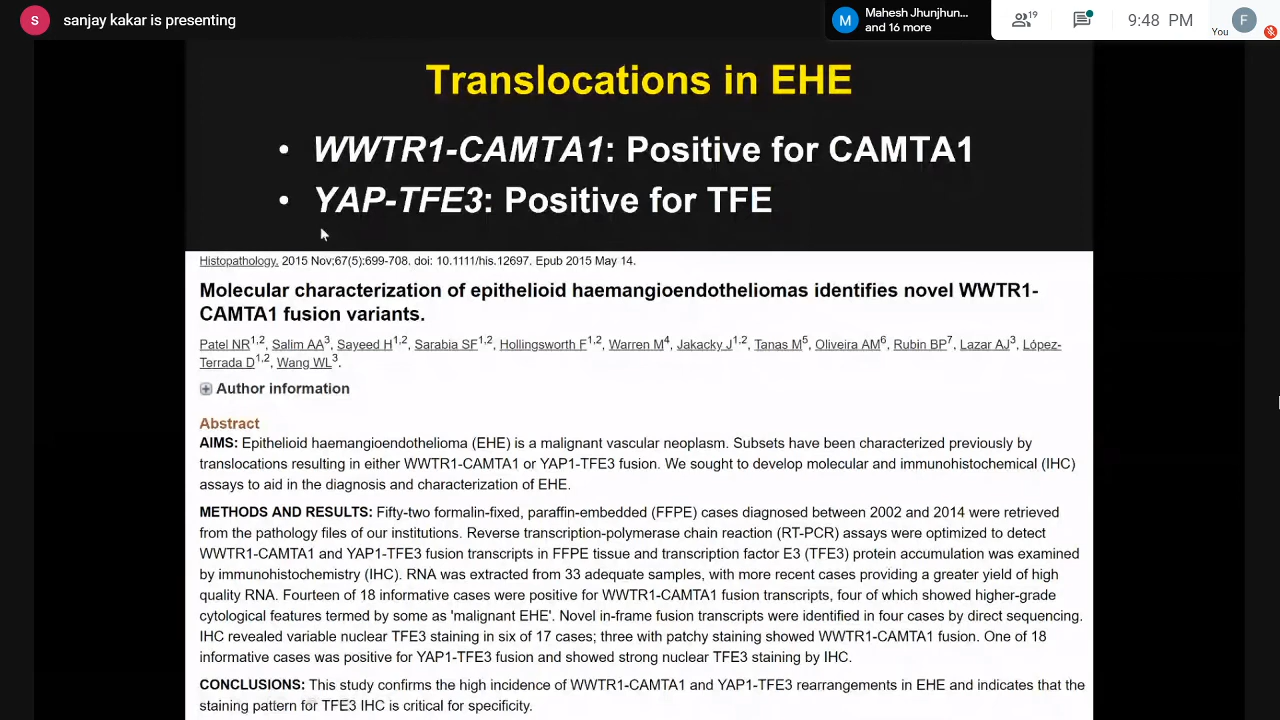 S sanjay kakar is presenting
M Mahesh Jhunjhun...
and 16 more
19
9:48 PM
You
F
Translocations in EHE
• WWTR1-CAMTA1: Positive for CAMTA1
• YAP-TFE3: Positive for TFE
Histopathology, 2015 Nov;67(5):699-708. doi: 10.1111/his.12697. Epub 2015 May 14.
Molecular characterization of epithelioid haemangioendotheliomas identifies novel WWTR1-
CAMTA1 fusion variants.
Patel NR1,2, Salim AA3, Sayeed H1,2, Sarabia SF1,2, Hollingsworth F1,2, Warren M4, Jakacky J1,2, Tanas M5, Oliveira AM6, Rubin BP7, Lazar AJ3, López-
Terrada D1,2, Wang WL3.
Author information
Abstract
AIMS: Epithelioid haemangioendothelioma (EHE) is a malignant vascular neoplasm. Subsets have been characterized previously by
translocations resulting in either WWTR1-CAMTA1 or YAP1-TFE3 fusion. We sought to develop molecular and immunohistochemical (IHC)
assays to aid in the diagnosis and characterization of EHE.
METHODS AND RESULTS: Fifty-two formalin-fixed, paraffin-embedded (FFPE) cases diagnosed between 2002 and 2014 were retrieved
from the pathology files of our institutions. Reverse transcription-polymerase chain reaction (RT-PCR) assays were optimized to detect
WWTR1-CAMTA1 and YAP1-TFE3 fusion transcripts in FFPE tissue and transcription factor E3 (TFE3) protein accumulation was examined
by immunohistochemistry (IHC). RNA was extracted from 33 adequate samples, with more recent cases providing a greater yield of high
quality RNA. Fourteen of 18 informative cases were positive for WWTR1-CAMTA1 fusion transcripts, four of which showed higher-grade
cytological features termed by some as 'malignant EHE'. Novel in-frame fusion transcripts were identified in four cases by direct sequencing.
IHC revealed variable nuclear TFE3 staining in six of 17 cases; three with patchy staining showed WWTR1-CAMTA1 fusion. One of 18
informative cases was positive for YAP1-TFE3 fusion and showed strong nuclear TFE3 staining by IHC.
CONCLUSIONS: This study confirms the high incidence of WWTR1-CAMTA1 and YAP1-TFE3 rearrangements in EHE and indicates that the
staining pattern for TFE3 IHC is critical for specificity.